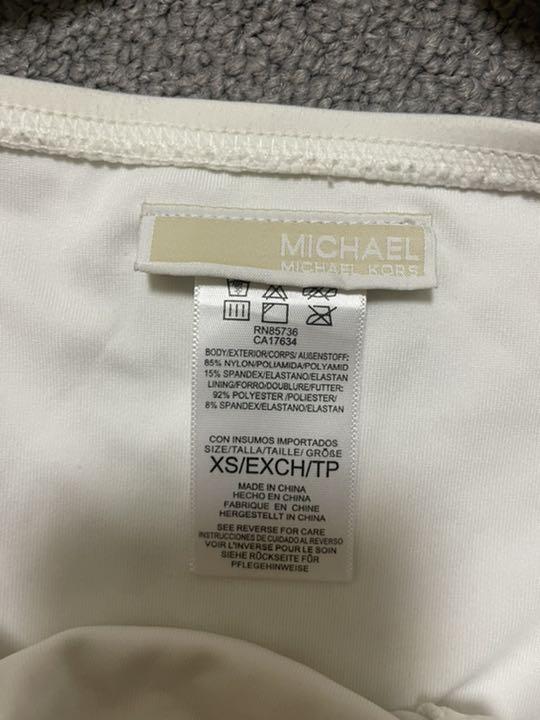 MICHAEL
MICHAEL KORS
RN85736
CA17634
BODY/EXTERIOR/CORPS/ AUßENSTOFF:
85% NYLON/POLIAMIDA/POLYAMID
15% SPANDEX/ELASTANO/ELASTAN
LINING/FORRO/DOUBLURE/FUTTER:
92% POLYESTER /POLIESTER/
8% SPANDEX/ELASTANO/ELASTAN
CON INSUMOS IMPORTADOS
SIZE/TALLA/TAILLE/ GRÖßE
XS/EXCH/TP
MADE IN CHINA
HECHO EN CHINA
FABRIQUE EN CHINE
HERGESTELLT IN CHINA
SEE REVERSE FOR CARE
INSTRUCCIONES DE CUIDADO AL REVERSO
VOIR L'INVERSE POUR LE SOIN
SIEHE RÜCKSEITE FÜR
PFLEGEHINWEISE